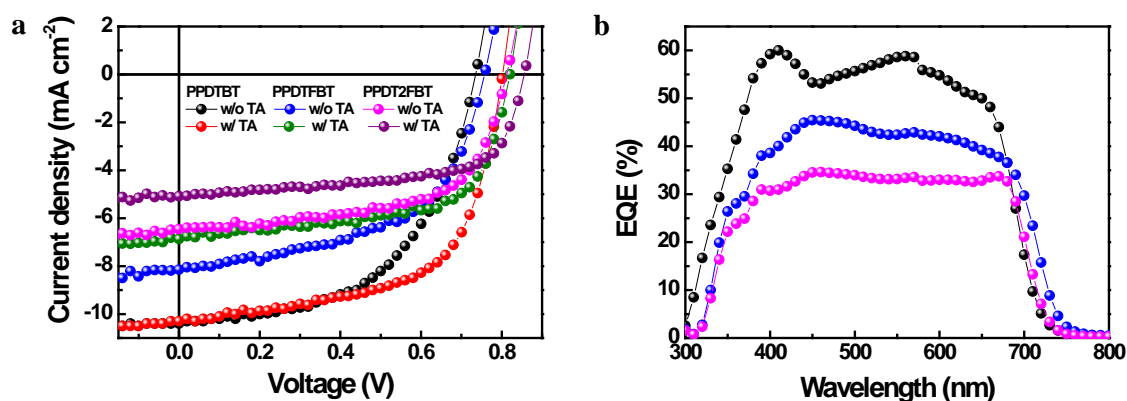 a
Current density (mA cm⁻²)
2
0
-2
-4
-6
-8
-10
PPDTBT PPDTFBT PPDT2FBT
w/o TA w/o TA w/o TA
w/ TA w/ TA w/ TA
0.0 0.2 0.4 0.6 0.8
Voltage (V)
b
EQE (%)
60
50
40
30
20
10
0
300 400 500 600 700 800
Wavelength (nm)